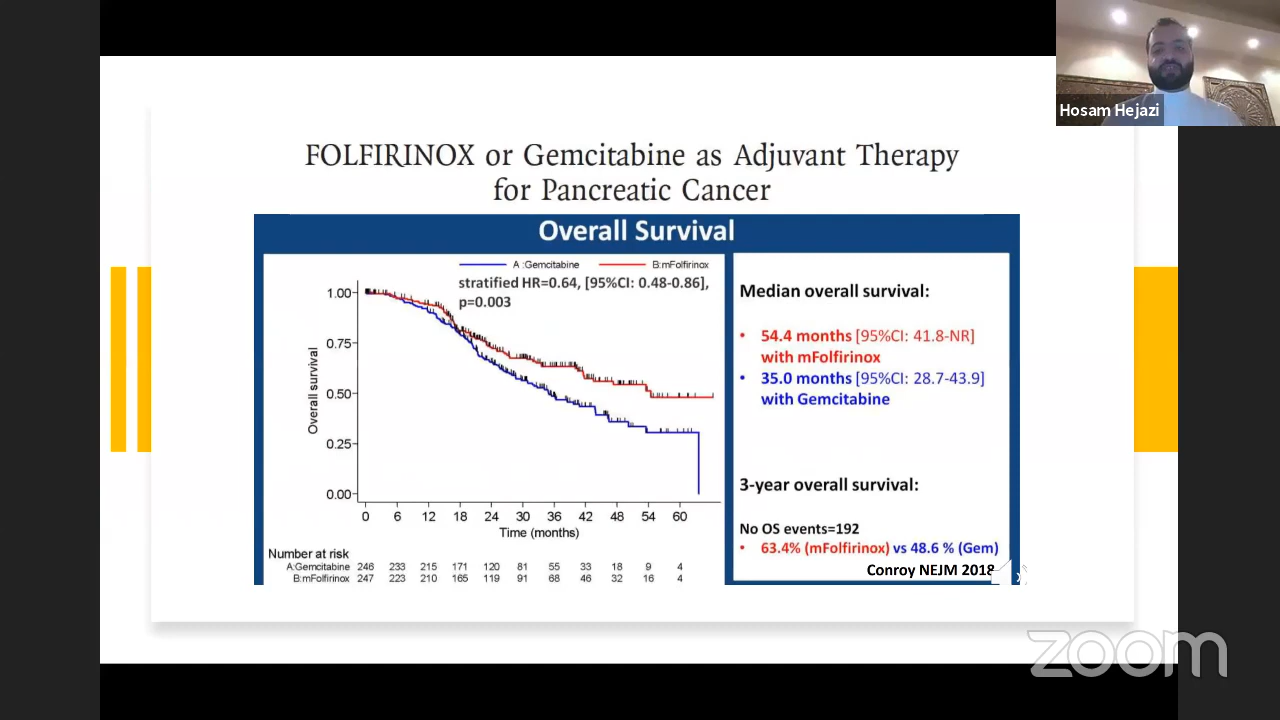 Hosam Hejazi
FOLFIRINOX or Gemcitabine as Adjuvant Therapy
for Pancreatic Cancer
Overall Survival
A :Gemcitabine B:mFolfirinox
stratified HR=0.64, [95%CI: 0.48-0.86],
p=0.003
1.00
0.75
0.50
0.25
0.00
Overall survival
0 6 12 18 24 30 36 42 48 54 60
Time (months)
Number at risk
A:Gemcitabine 246 233 215 171 120 81 55 33 18 9 4
B:mFolfirinox 247 223 210 165 119 91 68 46 32 16 4
Median overall survival:
• 54.4 months [95%CI: 41.8-NR]
with mFolfirinox
• 35.0 months [95%CI: 28.7-43.9]
with Gemcitabine
3-year overall survival:
No OS events=192
• 63.4% (mFolfirinox) vs 48.6 % (Gem)
Conroy NEJM 2018
zoom